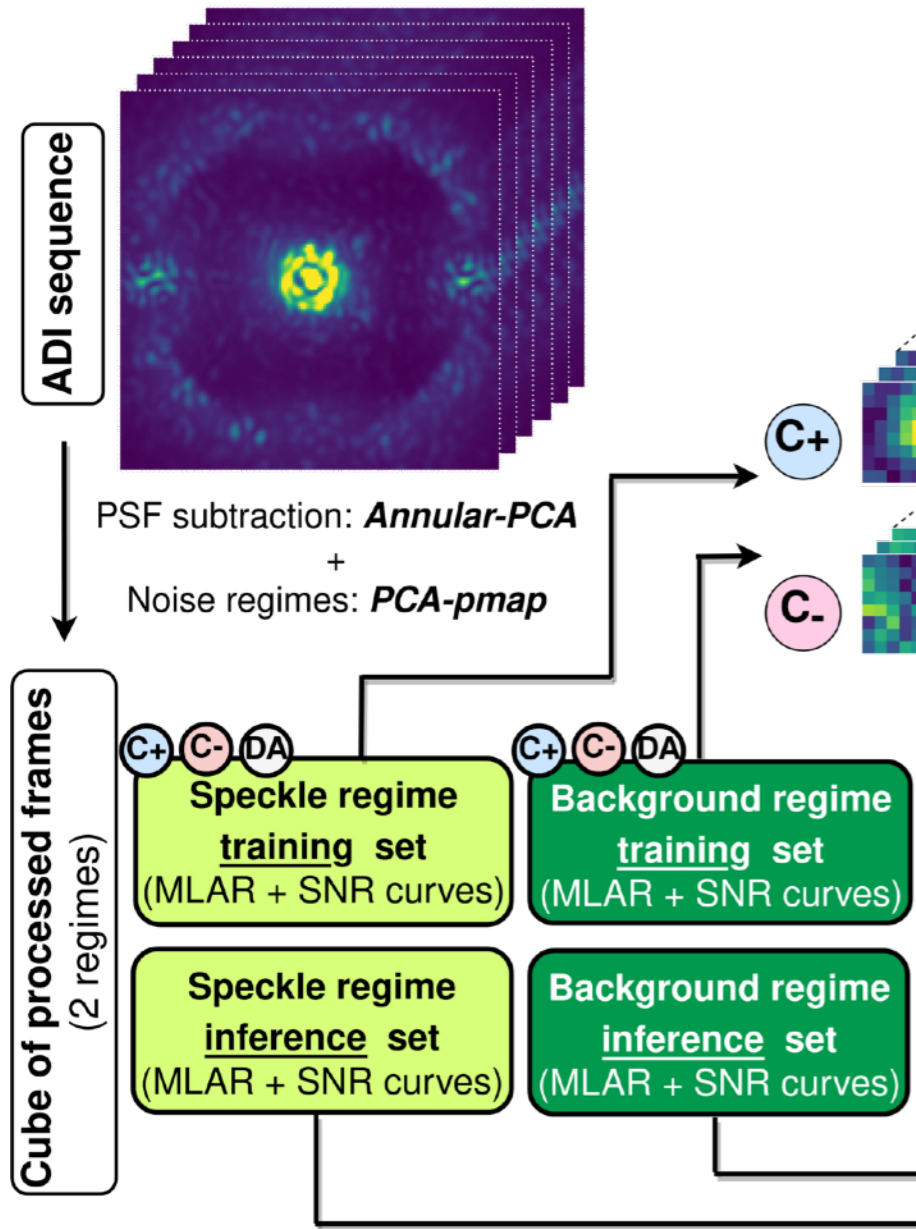 ADI sequence
PSF subtraction: Annular-PCA
+
Noise regimes: PCA-pmap
C+
C-
Cube of processed frames
(2 regimes)
C+ C- DA
Speckle regime
training set
(MLAR + SNR curves)
C+ C- DA
Background regime
training set
(MLAR + SNR curves)
Speckle regime
inference set
(MLAR + SNR curves)
Background regime
inference set
(MLAR + SNR curves)